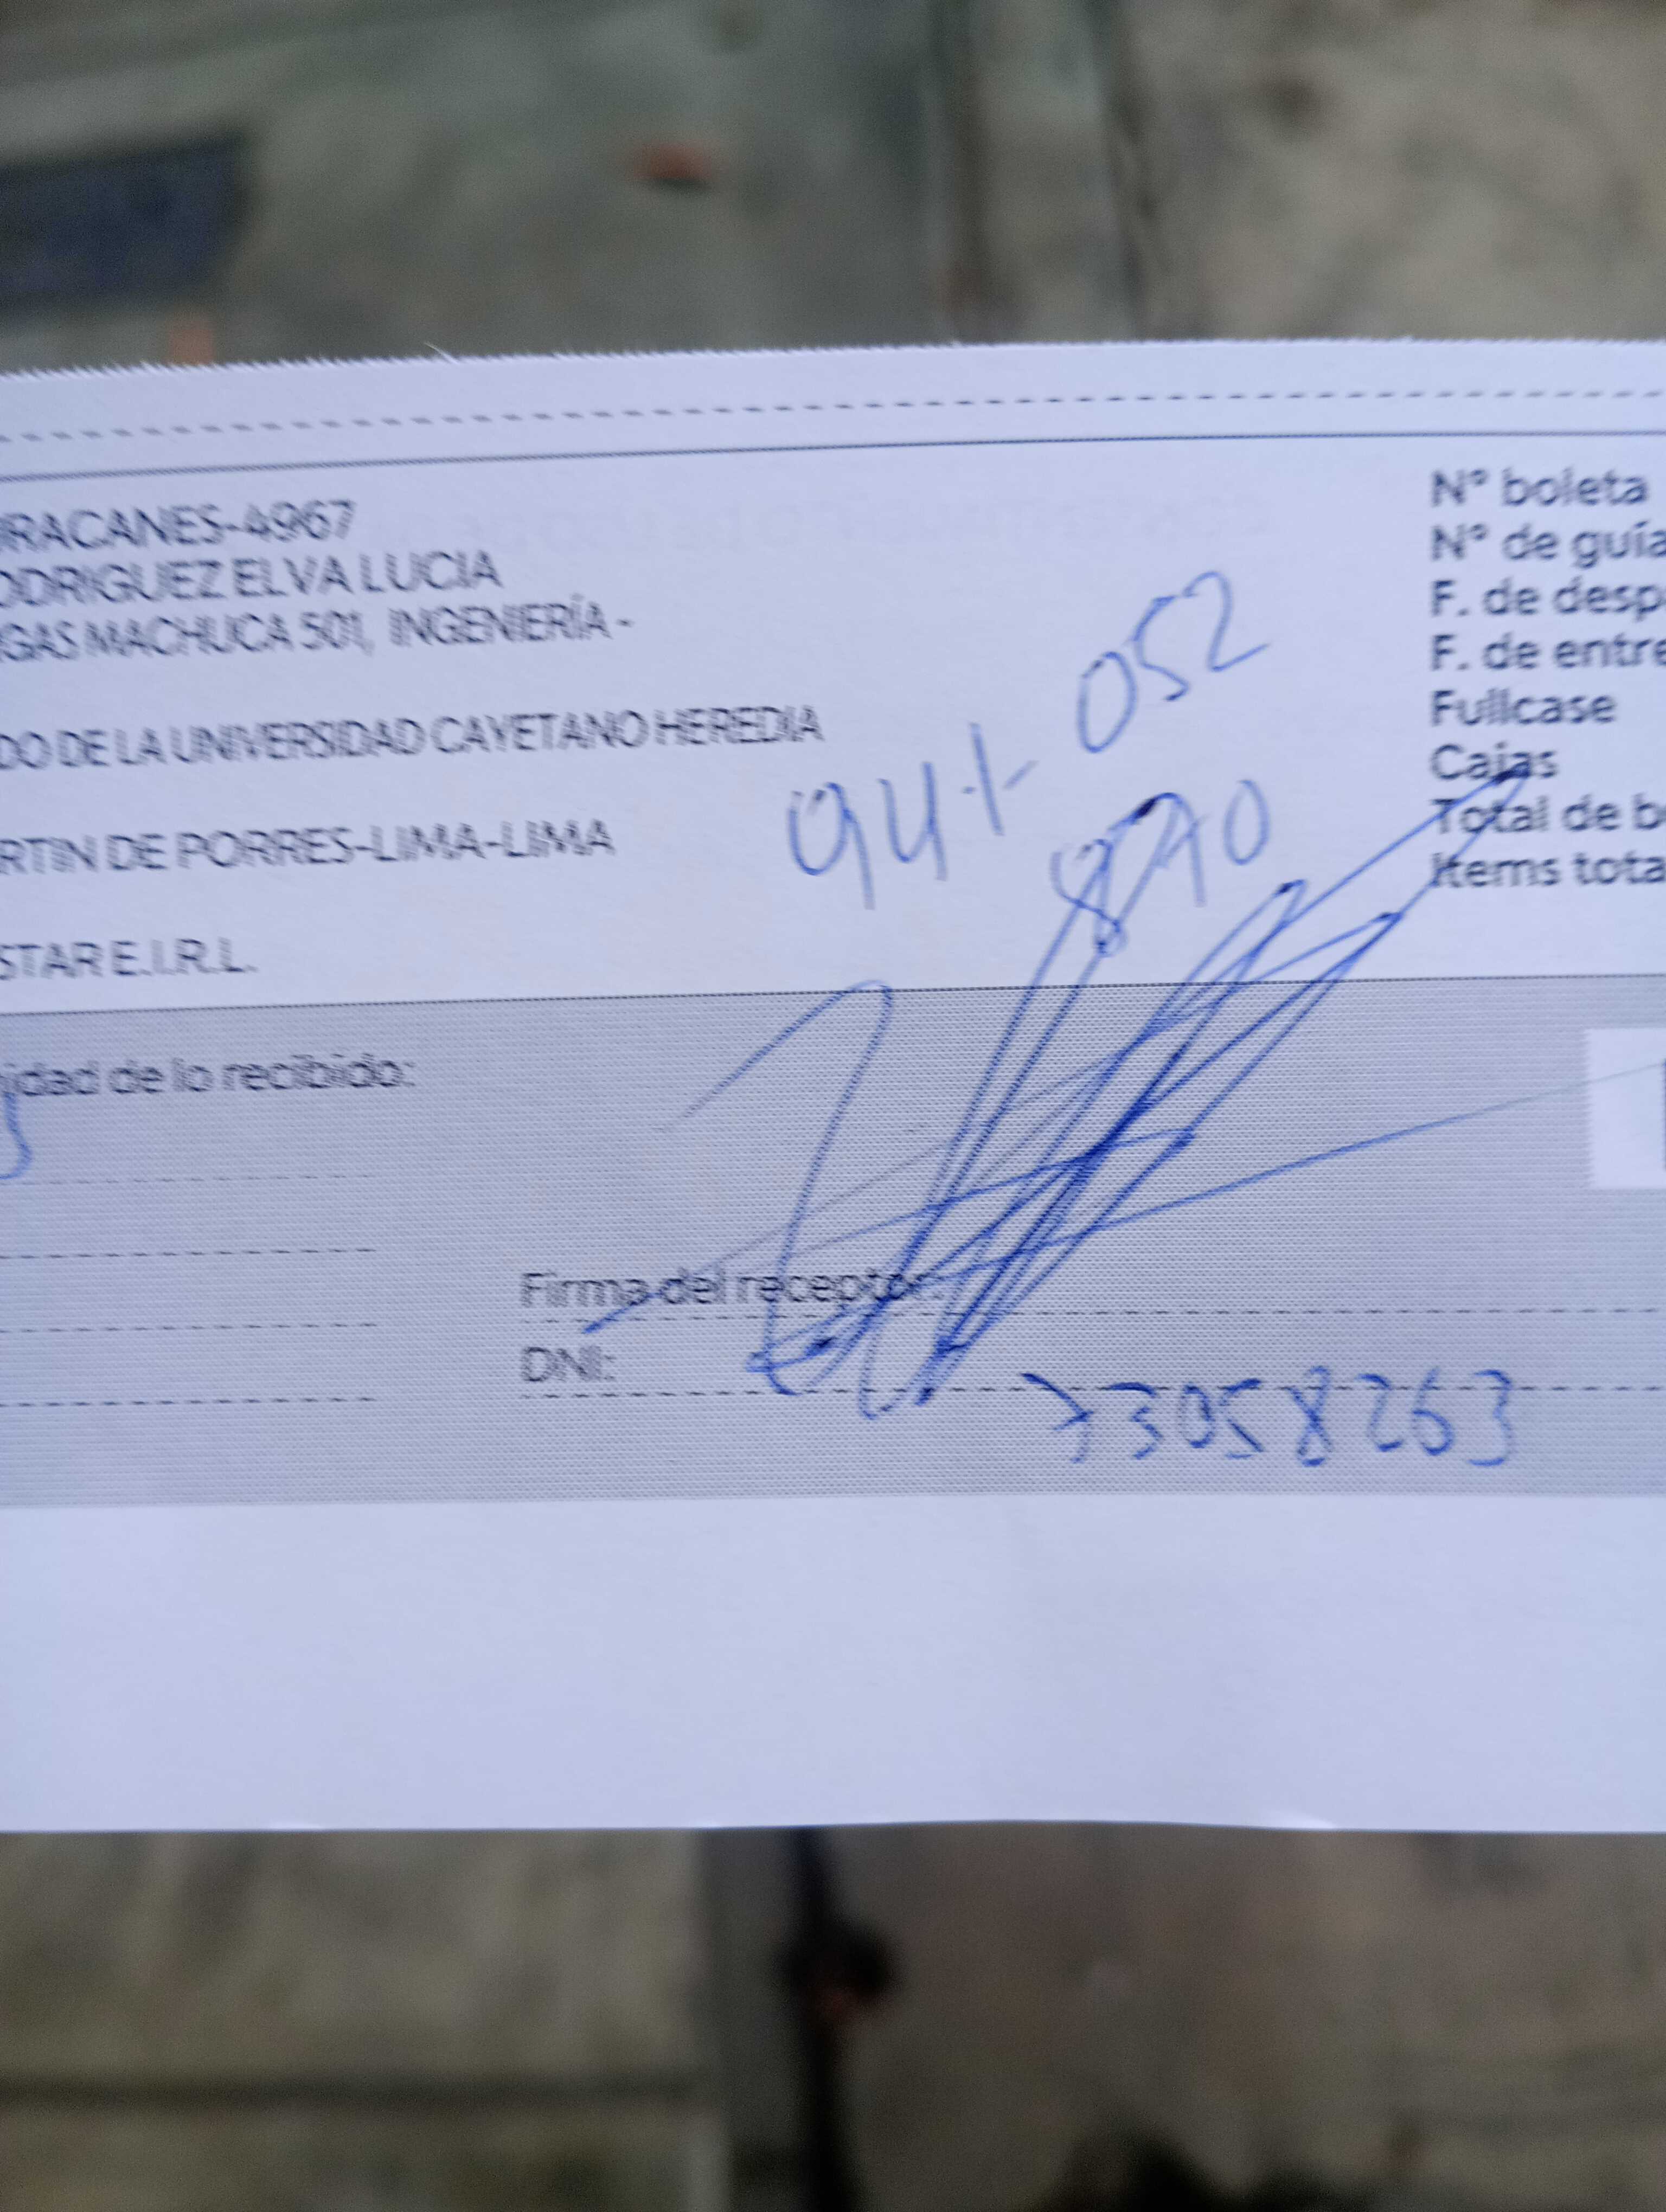 RACANES-4967
ODRIGUEZ ELVA LUCIA
GAS MACHUCA 501, INGENIERÍA -
DO DE LA UNIVERSIDAD CAYETANO HEREDIA
RTIN DE PORRES-LIMA-LIMA
STAR E.I.R.L.
N° boleta
N° de guía
F. de desp
F. de entre
Fullcase
Cajas
Total de b
Items tota
052
idad de lo recibido:
Firma del receptor:
DNI:
73058263